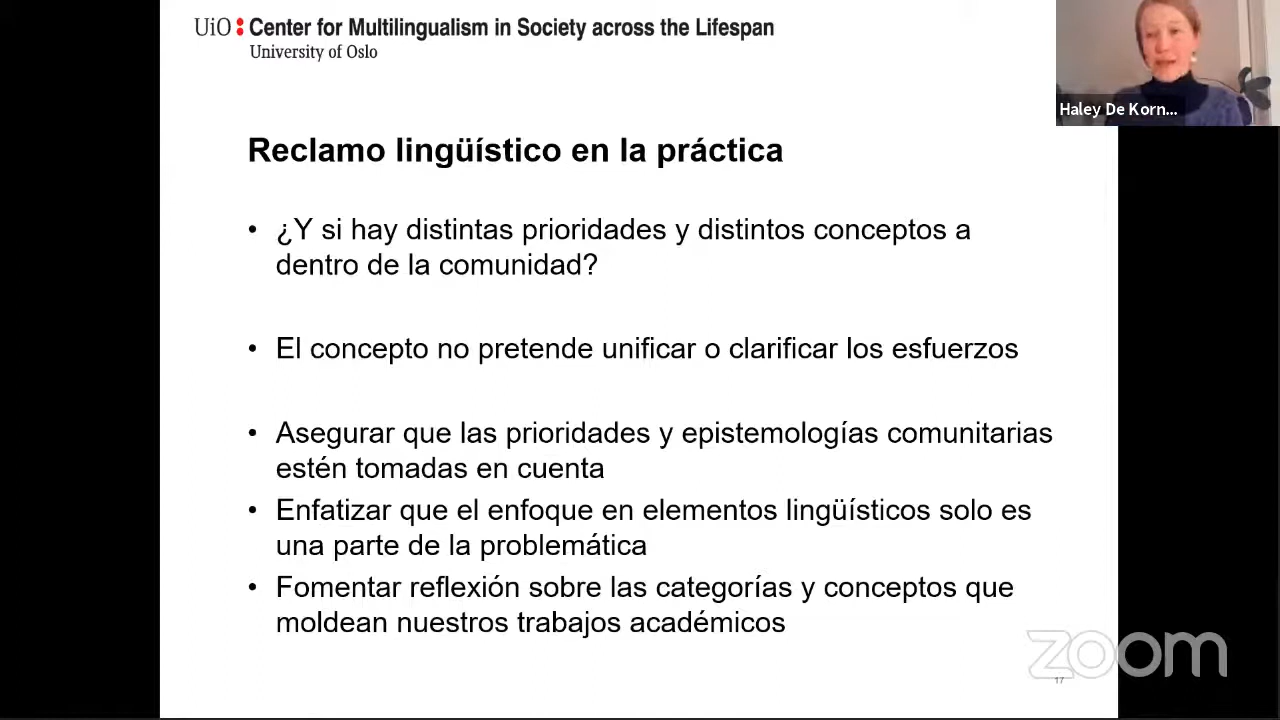 UiO : Center for Multilingualism in Society across the Lifespan
University of Oslo
Haley De Korn...
Reclamo lingüístico en la práctica
• ¿Y si hay distintas prioridades y distintos conceptos a
dentro de la comunidad?
• El concepto no pretende unificar o clarificar los esfuerzos
• Asegurar que las prioridades y epistemologías comunitarias
estén tomadas en cuenta
• Enfatizar que el enfoque en elementos lingüísticos solo es
una parte de la problemática
• Fomentar reflexión sobre las categorías y conceptos que
moldean nuestros trabajos académicos
zoom
17